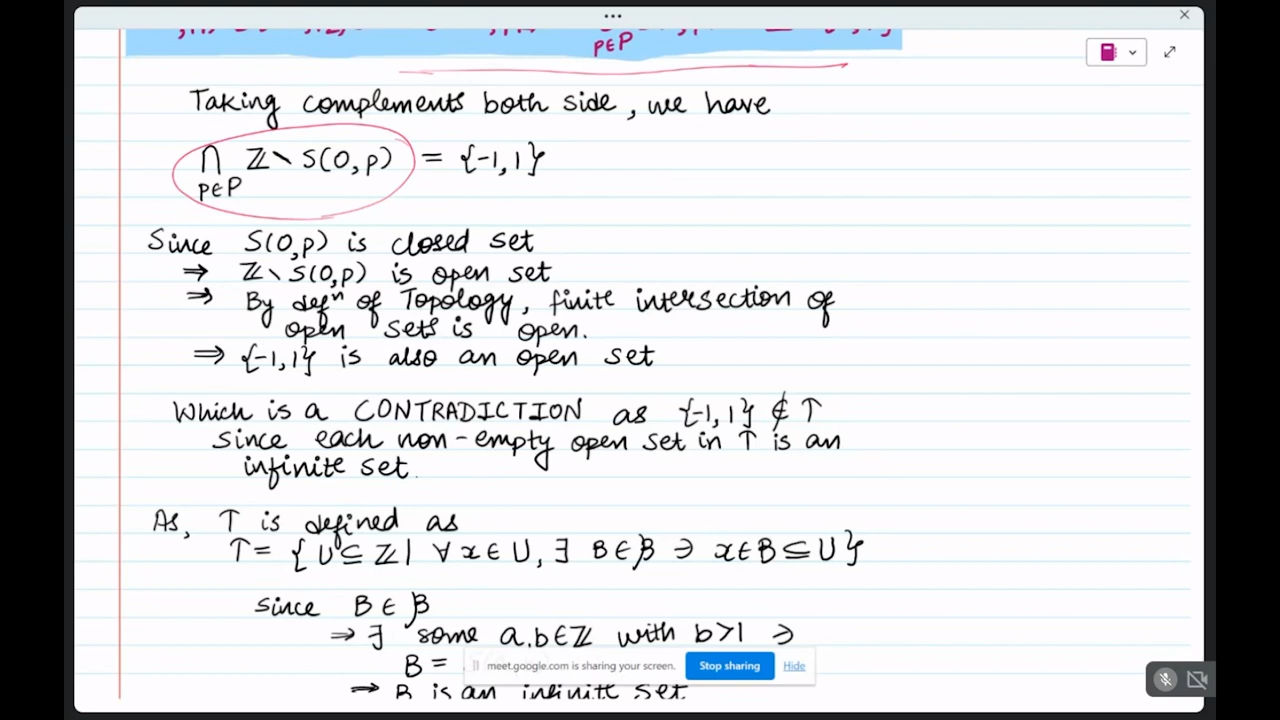 P∈P
Taking complements both side, we have
⋂ ℤ∖S(0,p) = {-1,1}
P∈P
Since S(0,p) is closed set
⇒ ℤ∖S(0,p) is open set
⇒ By defⁿ of Topology, finite intersection of
open sets is open.
⇒ {-1,1} is also an open set
Which is a CONTRADICTION as {-1,1} ∉ T
since each non-empty open set in T is an
infinite set.
As, T is defined as
T = {U ⊆ ℤ | ∀ x ∈ U, ∃ B ∈ β ∋ x ∈ B ⊆ U}
since B ∈ β
⇒ ∃ some a,b ∈ ℤ with b>1 ∋
B =
meet.google.com is sharing your screen. Stop sharing Hide
⇒ B is an infinite set